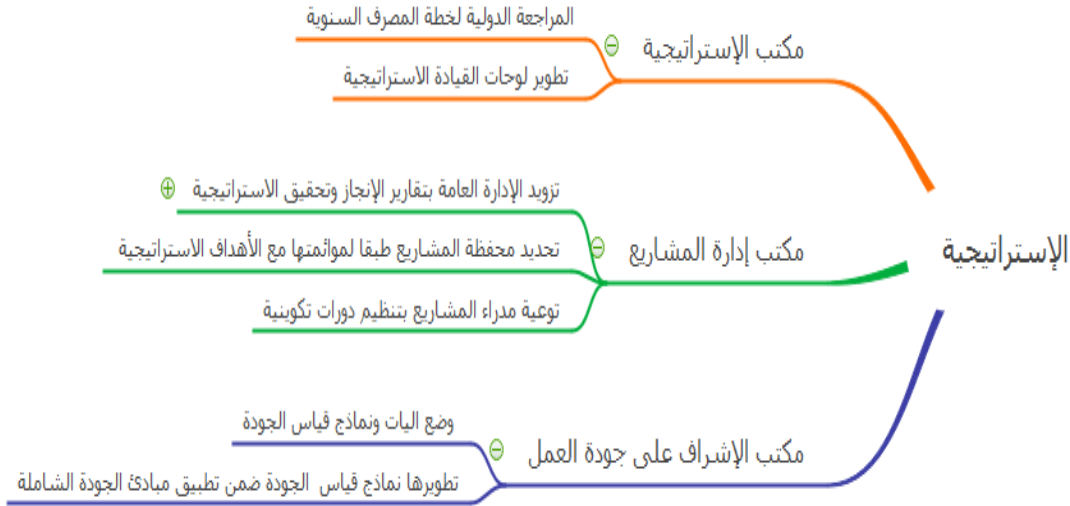 الإستراتيجية
مكتب الإستراتيجية
المراجعة الدولية لخطة المصرف السنوية
تطوير لوحات القيادة الاستراتيجية
مكتب إدارة المشاريع
تزويد الإدارة العامة بتقارير الإنجاز وتحقيق الاستراتيجية
تحديد محفظة المشاريع طبقا لموائمتها مع الأهداف الاستراتيجية
توعية مدراء المشاريع بتنظيم دورات تكوينية
مكتب الإشراف على جودة العمل
وضع اليات ونماذج قياس الجودة
تطويرها نماذج قياس الجودة ضمن تطبيق مبادئ الجودة الشاملة